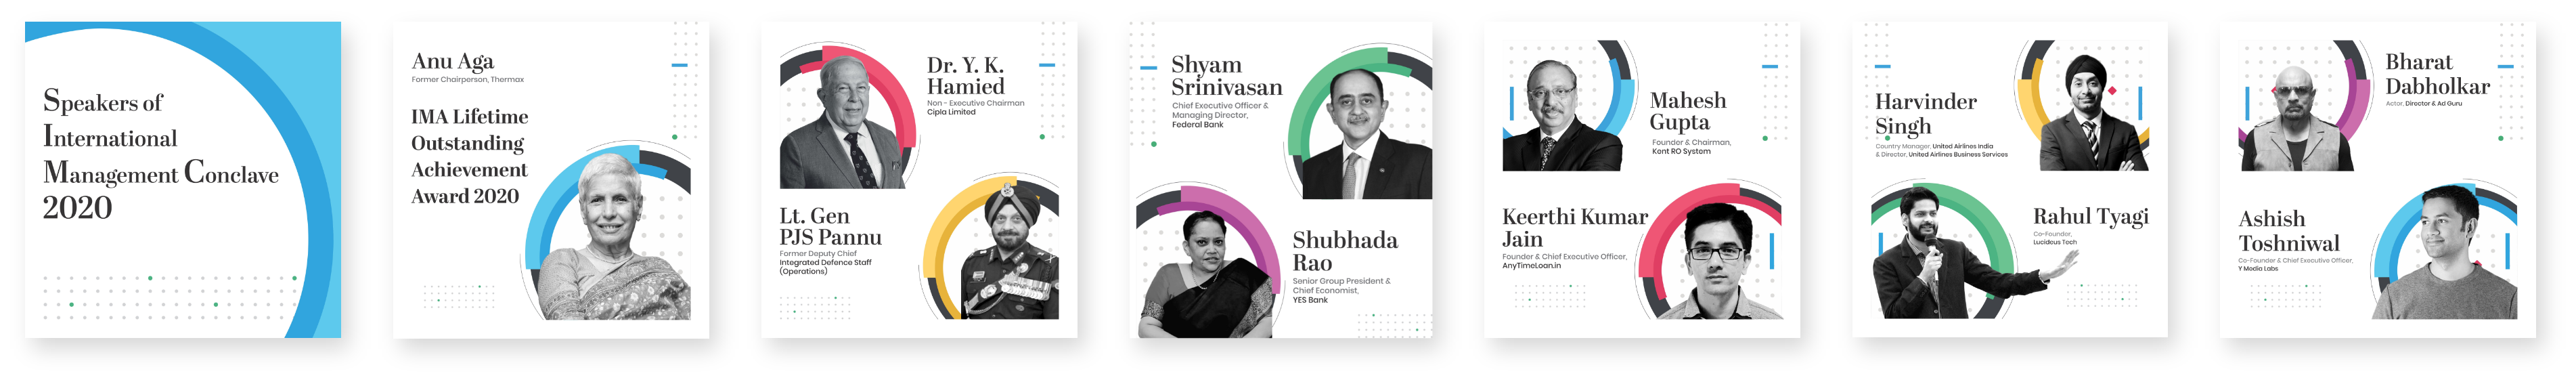 Speakers of
International
Management Conclave
2020
Anu Aga
Former Chairperson, Thermax
IMA Lifetime
Outstanding
Achievement
Award 2020
Dr. Y. K.
Hamied
Non - Executive Chairman
Cipla Limited
Lt. Gen
PJS Pannu
Former Deputy Chief
Integrated Defence Staff
(Operations)
Shyam
Srinivasan
Chief Executive Officer &
Managing Director,
Federal Bank
Shubhada
Rao
Senior Group President &
Chief Economist,
YES Bank
Mahesh
Gupta
Founder & Chairman,
Kent RO System
Keerthi Kumar
Jain
Founder & Chief Executive Officer,
AnyTimeLoan.in
Harvinder
Singh
Country Manager, United Airlines India
& Director, United Airlines Business Services
Rahul Tyagi
Co-Founder,
Lucideus Tech
Bharat
Dabholkar
Actor, Director & Ad Guru
Ashish
Toshniwal
Co-Founder & Chief Executive Officer,
Y Media Labs